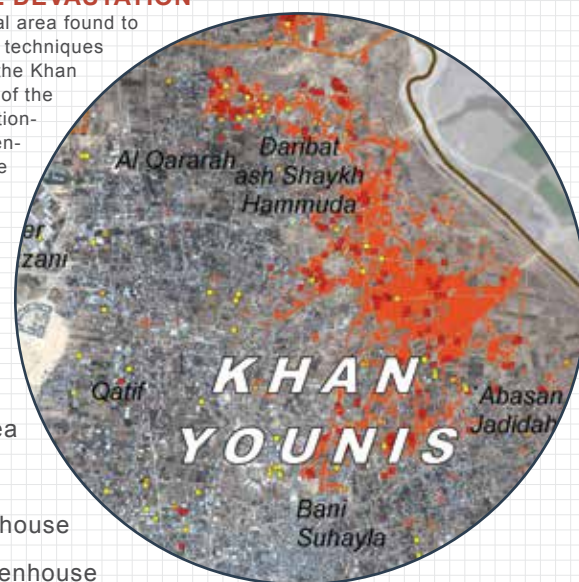 DEVASTATION
al area found to
techniques
the Khan
of the
tion-
en-
Al Qararah
Daribat
ash Shaykh
Hammuda
er
zani
KHAN
YOUNIS
Qatif
Abasan
Jadidah
Bani
Suhayla
house
enhouse